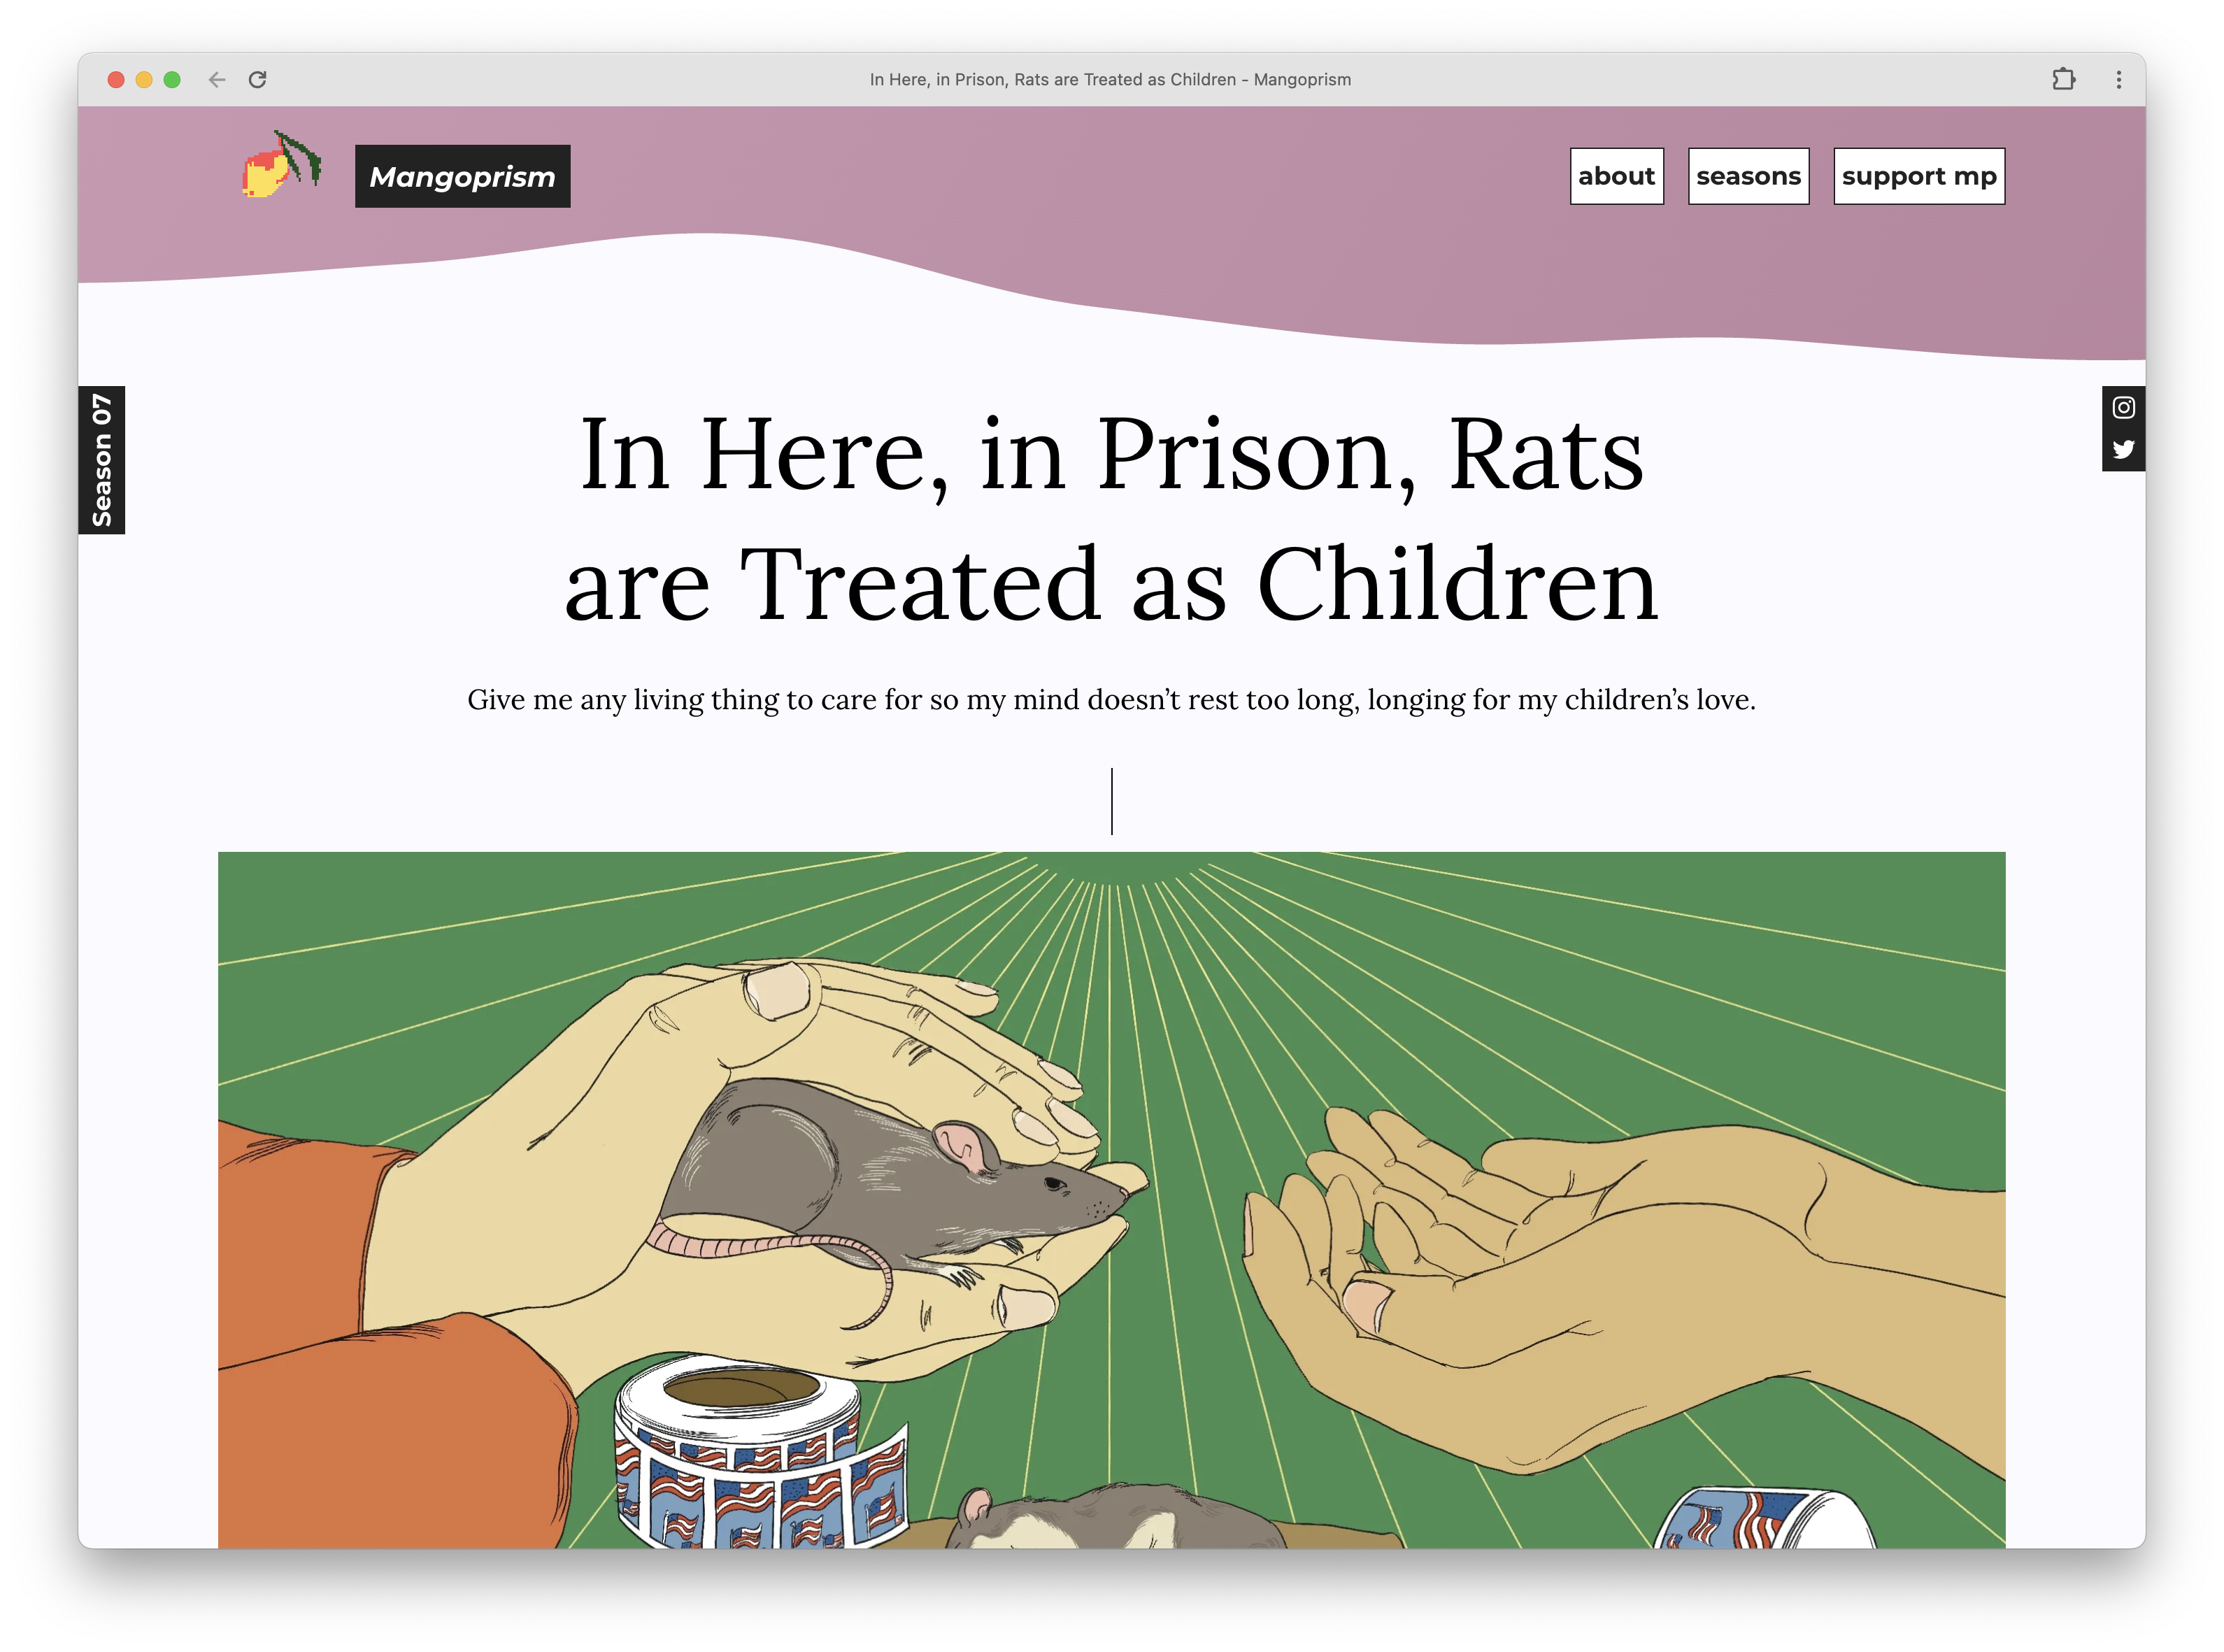 In Here, in Prison, Rats are Treated as Children - Mangoprism
Mangoprism
about
seasons
support mp
Season 07
In Here, in Prison, Rats
are Treated as Children
Give me any living thing to care for so my mind doesn’t rest too long, longing for my children’s love.